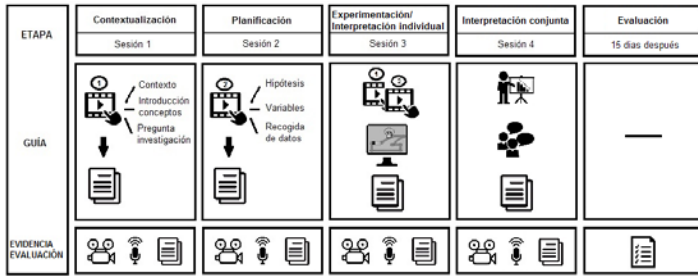 ETAPA
Contextualización
Sesión 1
Planificación
Sesión 2
Experimentación/
Interpretación individual
Sesión 3
Interpretación conjunta
Sesión 4
Evaluación
15 dias después
GUÍA
1
Contexto
Introducción
conceptos
Pregunta
investigación
2
Hipótesis
Variables
Recogida
de datos
EVIDENCIA
EVALUACIÓN